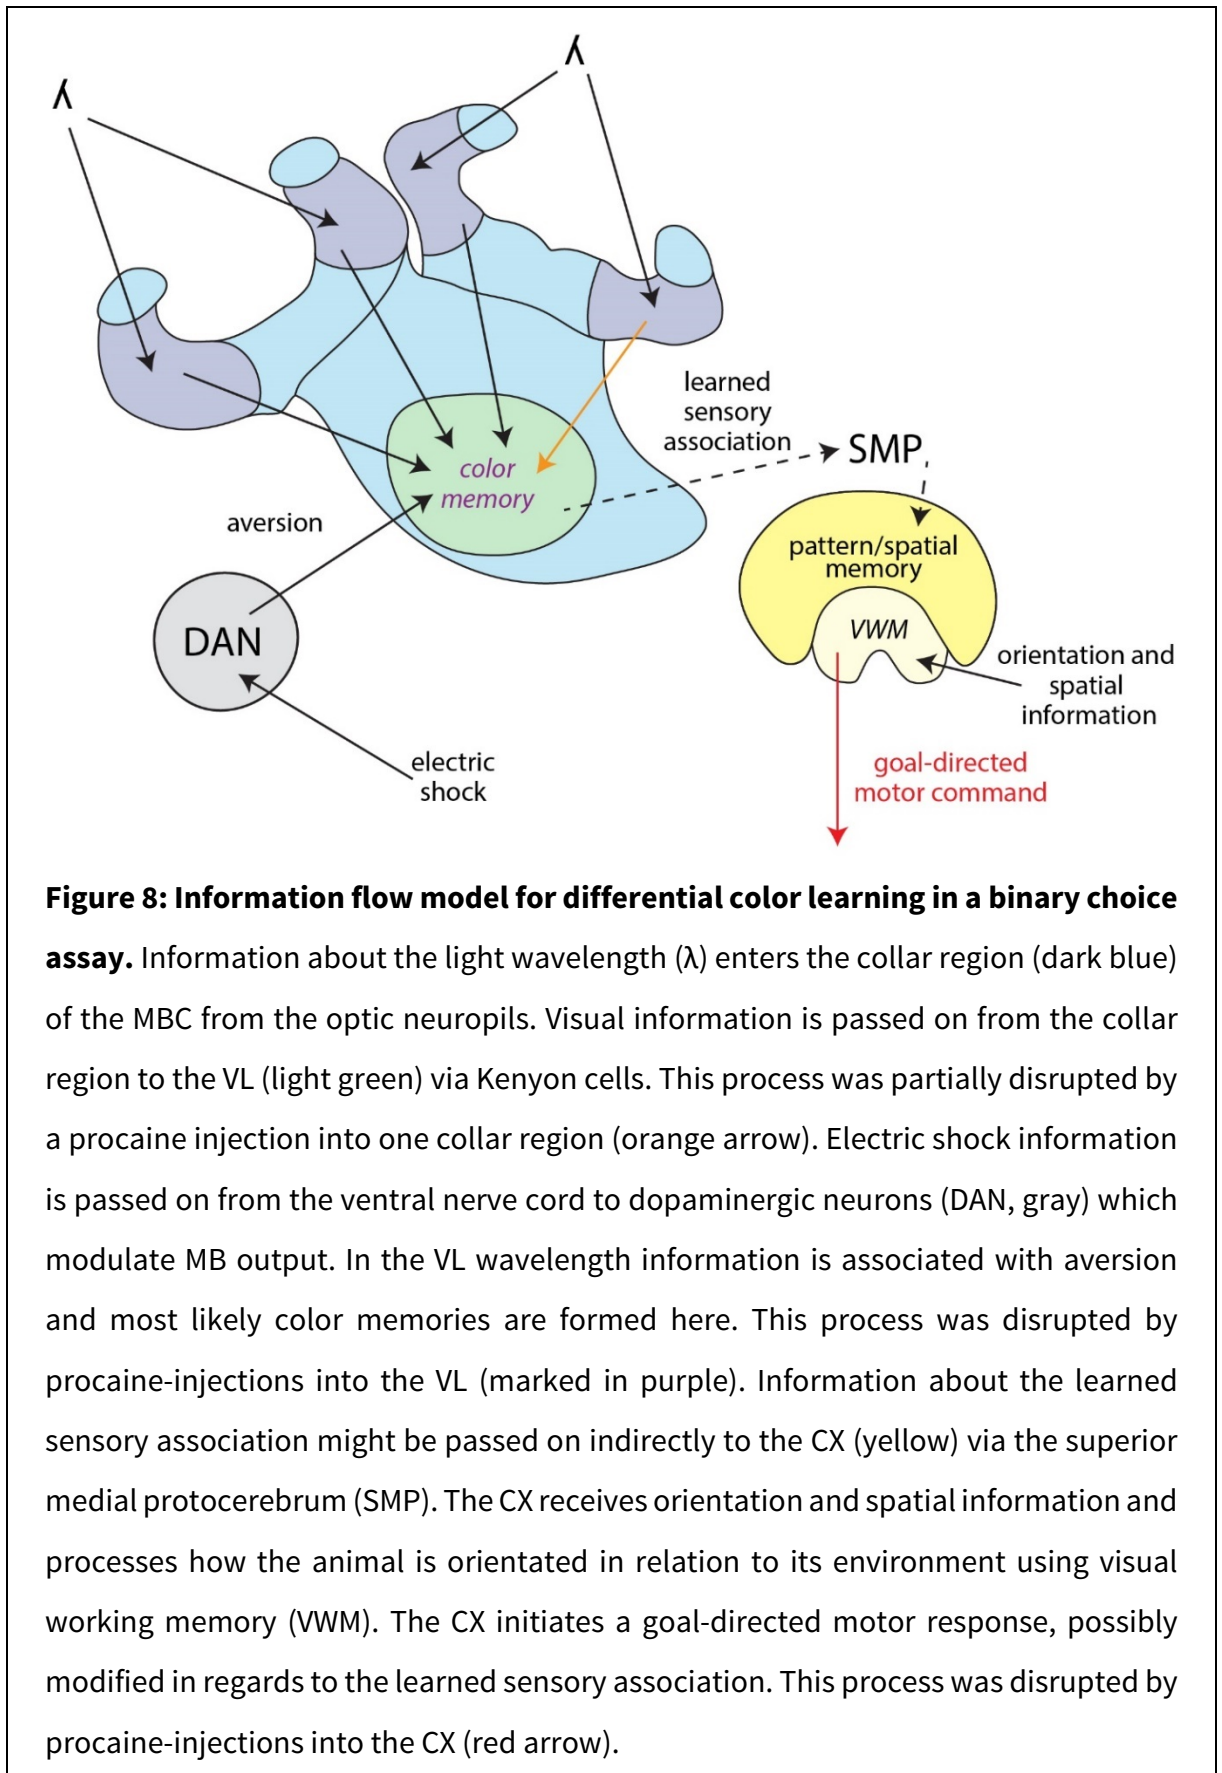 λ
λ
learned
sensory
association
SMP
color
memory
aversion
pattern/spatial
memory
VWM
DAN
orientation and
spatial
information
electric
shock
goal-directed
motor command
Figure 8: Information flow model for differential color learning in a binary choice
assay. Information about the light wavelength (λ) enters the collar region (dark blue)
of the MBC from the optic neuropils. Visual information is passed on from the collar
region to the VL (light green) via Kenyon cells. This process was partially disrupted by
a procaine injection into one collar region (orange arrow). Electric shock information
is passed on from the ventral nerve cord to dopaminergic neurons (DAN, gray) which
modulate MB output. In the VL wavelength information is associated with aversion
and most likely color memories are formed here. This process was disrupted by
procaine-injections into the VL (marked in purple). Information about the learned
sensory association might be passed on indirectly to the CX (yellow) via the superior
medial protocerebrum (SMP). The CX receives orientation and spatial information and
processes how the animal is orientated in relation to its environment using visual
working memory (VWM). The CX initiates a goal-directed motor response, possibly
modified in regards to the learned sensory association. This process was disrupted by
procaine-injections into the CX (red arrow).